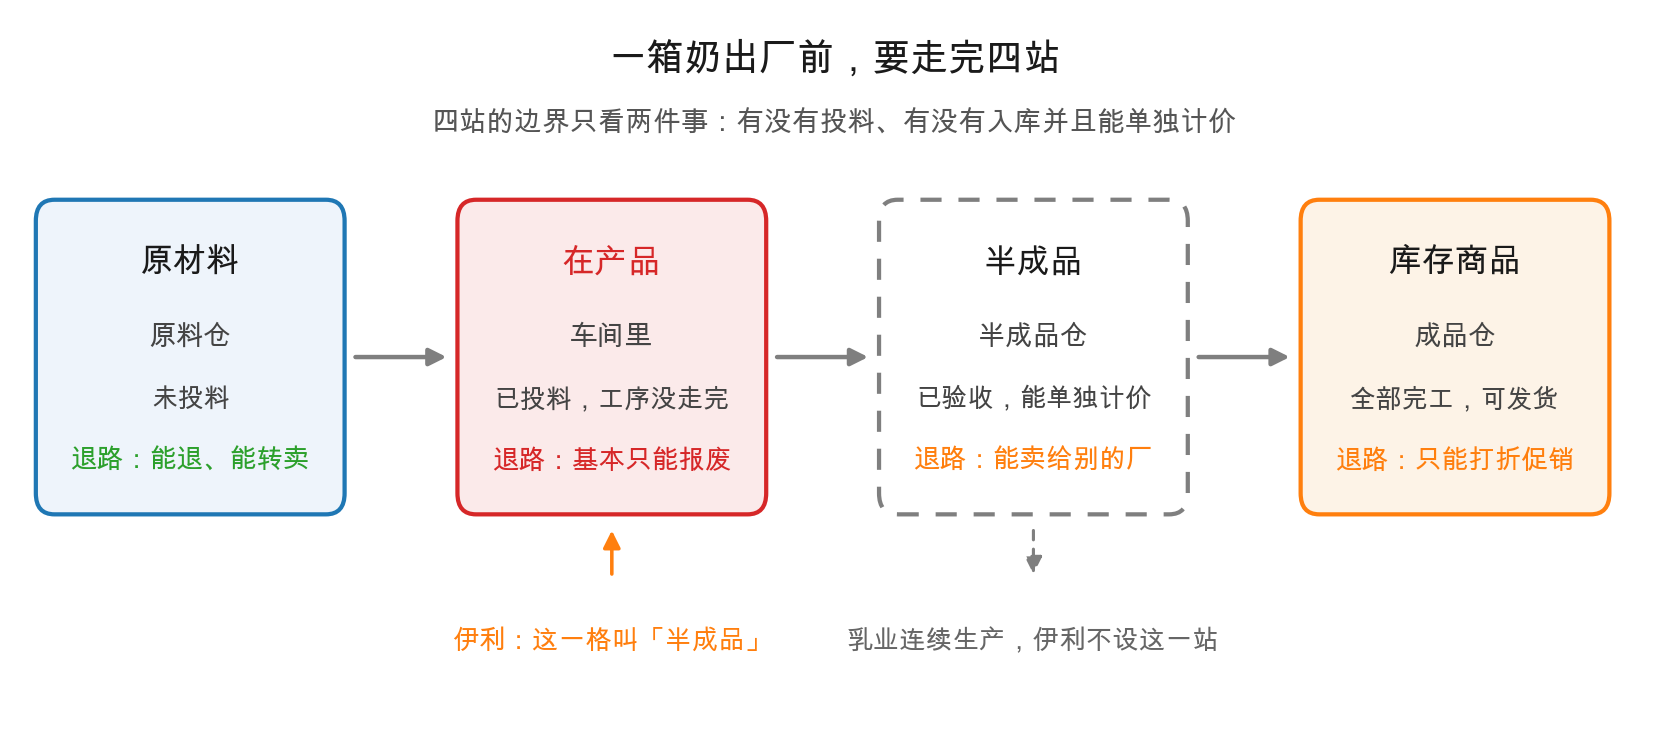 一箱奶出厂前，要走完四站
四站的边界只看两件事：有没有投料、有没有入库并且能单独计价
原材料
原料仓
未投料
退路：能退、能转卖
在产品
车间里
已投料，工序没走完
退路：基本只能报废
半成品
半成品仓
已验收，能单独计价
退路：能卖给别的厂
库存商品
成品仓
全部完工，可发货
退路：只能打折促销
伊利：这一格叫「半成品」
乳业连续生产，伊利不设这一站